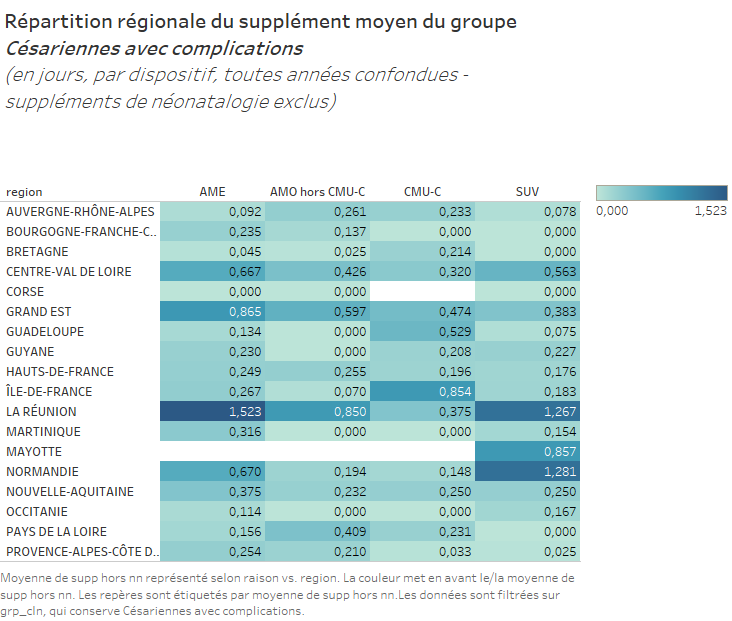 Répartition régionale du supplément moyen du groupe
Césariennes avec complications
(en jours, par dispositif, toutes années confondues -
suppléments de néonatalogie exclus)
region AME AMO hors CMU-C CMU-C SUV
0,000 1,523
AUVERGNE-RHÔNE-ALPES 0,092 0,261 0,233 0,078
BOURGOGNE-FRANCHE-C.. 0,235 0,137 0,000 0,000
BRETAGNE 0,045 0,025 0,214 0,000
CENTRE-VAL DE LOIRE 0,667 0,426 0,320 0,563
CORSE 0,000 0,000 0,000
GRAND EST 0,865 0,597 0,474 0,383
GUADELOUPE 0,134 0,000 0,529 0,075
GUYANE 0,230 0,000 0,208 0,227
HAUTS-DE-FRANCE 0,249 0,255 0,196 0,176
ÎLE-DE-FRANCE 0,267 0,070 0,854 0,183
LA RÉUNION 1,523 0,850 0,375 1,267
MARTINIQUE 0,316 0,000 0,000 0,154
MAYOTTE 0,857
NORMANDIE 0,670 0,194 0,148 1,281
NOUVELLE-AQUITAINE 0,375 0,232 0,250 0,250
OCCITANIE 0,114 0,000 0,000 0,167
PAYS DE LA LOIRE 0,156 0,409 0,231 0,000
PROVENCE-ALPES-CÔTE D.. 0,254 0,210 0,033 0,025
Moyenne de supp hors nn représenté selon raison vs. region. La couleur met en avant le/la moyenne de
supp hors nn. Les repères sont étiquetés par moyenne de supp hors nn.Les données sont filtrées sur
grp_cln, qui conserve Césariennes avec complications.